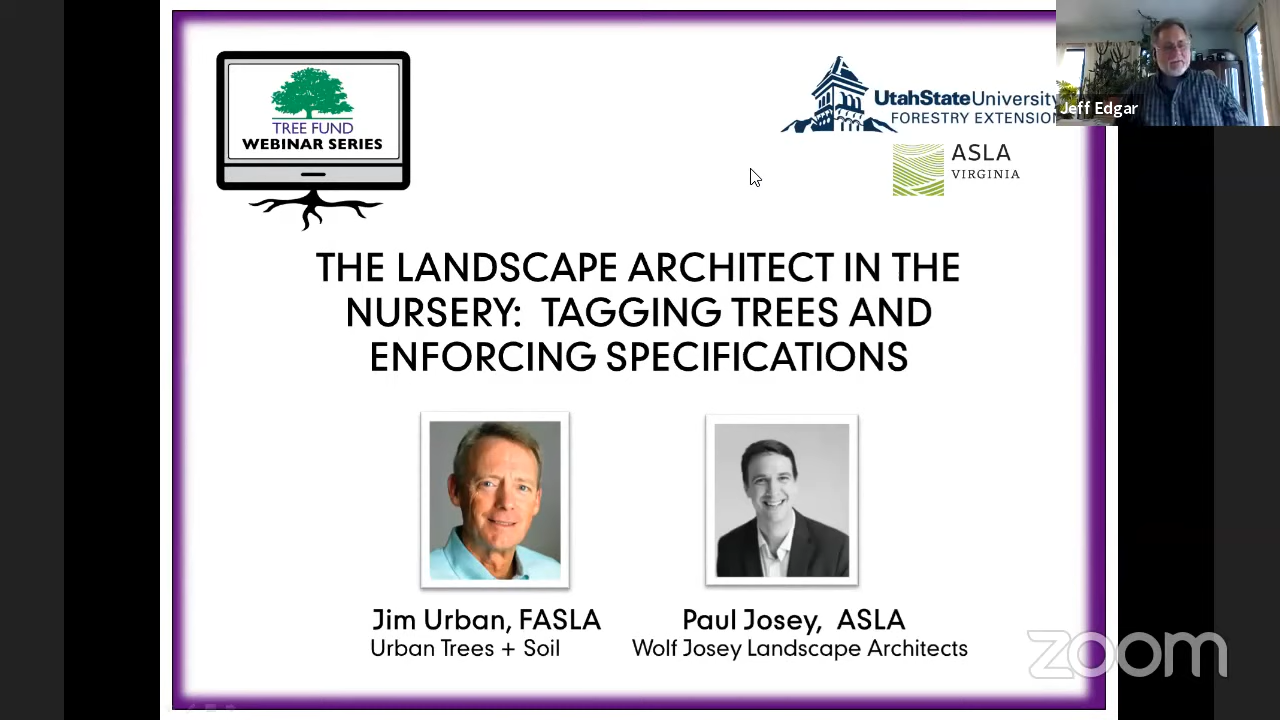 TREE FUND
WEBINAR SERIES
UtahStateUniversity
FORESTRY EXTENSION
Jeff Edgar
ASLA
VIRGINIA
THE LANDSCAPE ARCHITECT IN THE
NURSERY: TAGGING TREES AND
ENFORCING SPECIFICATIONS
Jim Urban, FASLA
Urban Trees + Soil
Paul Josey, ASLA
Wolf Josey Landscape Architects
zoom